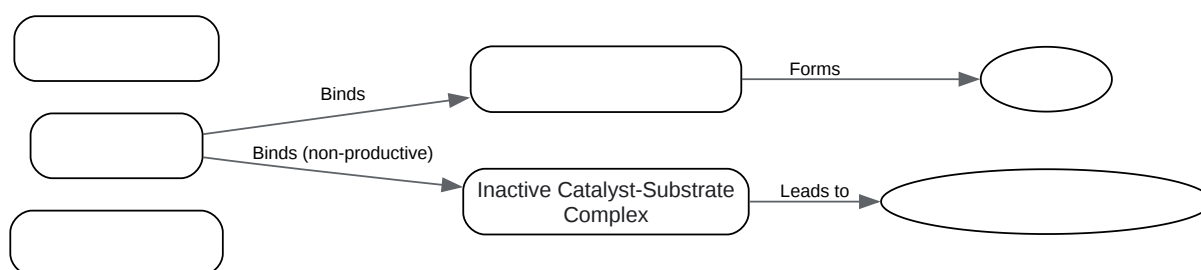 Binds
Forms
Binds (non-productive)
Inactive Catalyst-Substrate
Complex
Leads to